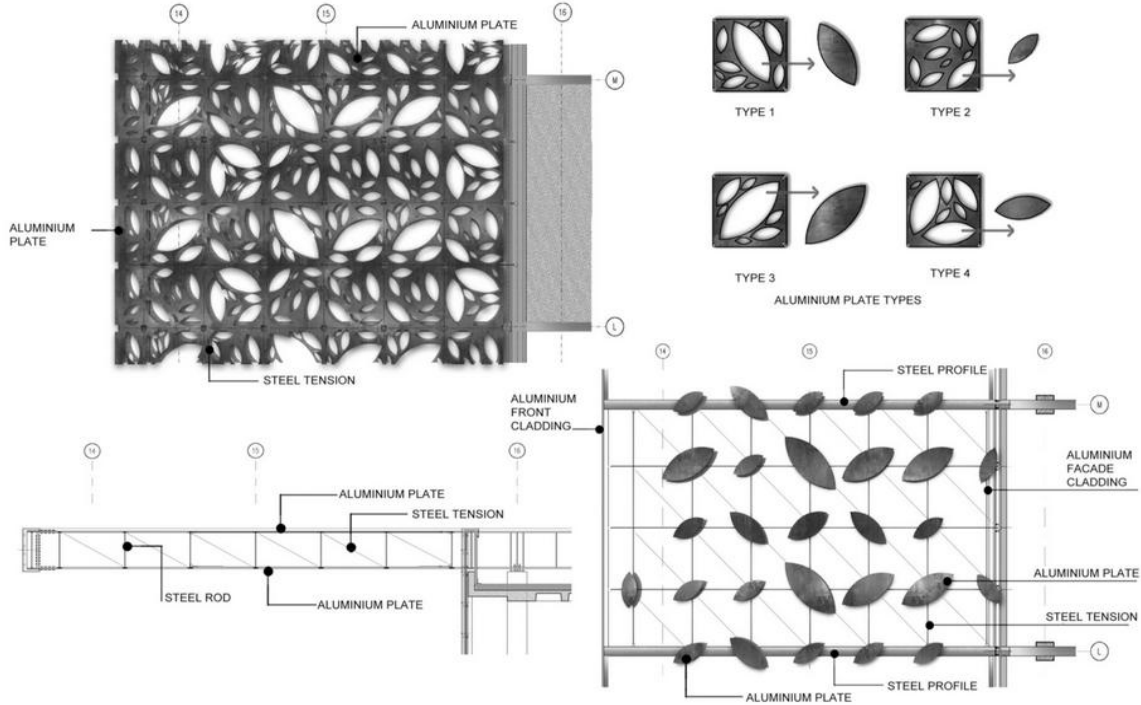 14
15
16
ALUMINIUM PLATE
M
ALUMINIUM
PLATE
L
STEEL TENSION
TYPE 1
TYPE 2
TYPE 3
TYPE 4
ALUMINIUM PLATE TYPES
14
15
16
ALUMINIUM PLATE
STEEL TENSION
STEEL ROD
ALUMINIUM PLATE
14
15
16
STEEL PROFILE
ALUMINIUM
FRONT
CLADDING
M
ALUMINIUM
FACADE
CLADDING
ALUMINIUM PLATE
STEEL TENSION
L
STEEL PROFILE
ALUMINIUM PLATE